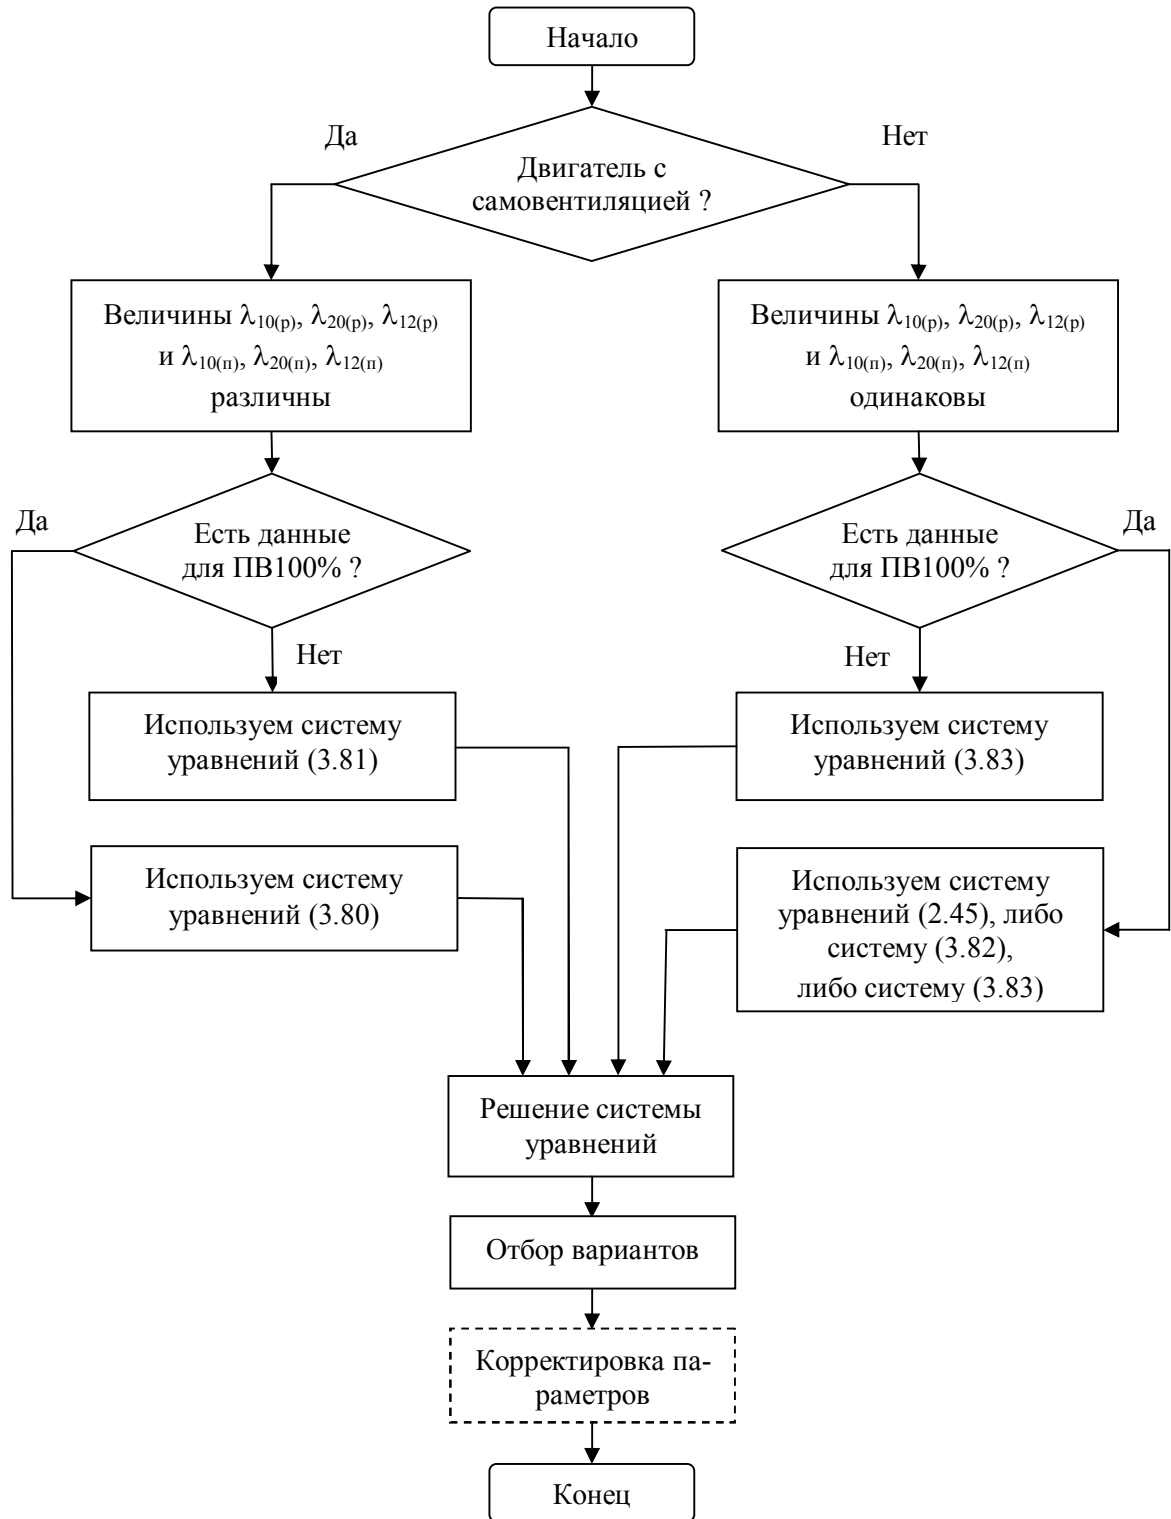 Начало
Да
Нет
Двигатель с
самовентиляцией ?
Величины λ10(р), λ20(р), λ12(р)
и λ10(п), λ20(п), λ12(п)
различны
Величины λ10(р), λ20(р), λ12(р)
и λ10(п), λ20(п), λ12(п)
одинаковы
Да
Есть данные
для ПВ100% ?
Есть данные
для ПВ100% ?
Да
Нет
Нет
Используем систему
уравнений (3.81)
Используем систему
уравнений (3.83)
Используем систему
уравнений (3.80)
Используем систему
уравнений (2.45), либо
систему (3.82),
либо систему (3.83)
Решение системы
уравнений
Отбор вариантов
Корректировка па-
раметров
Конец